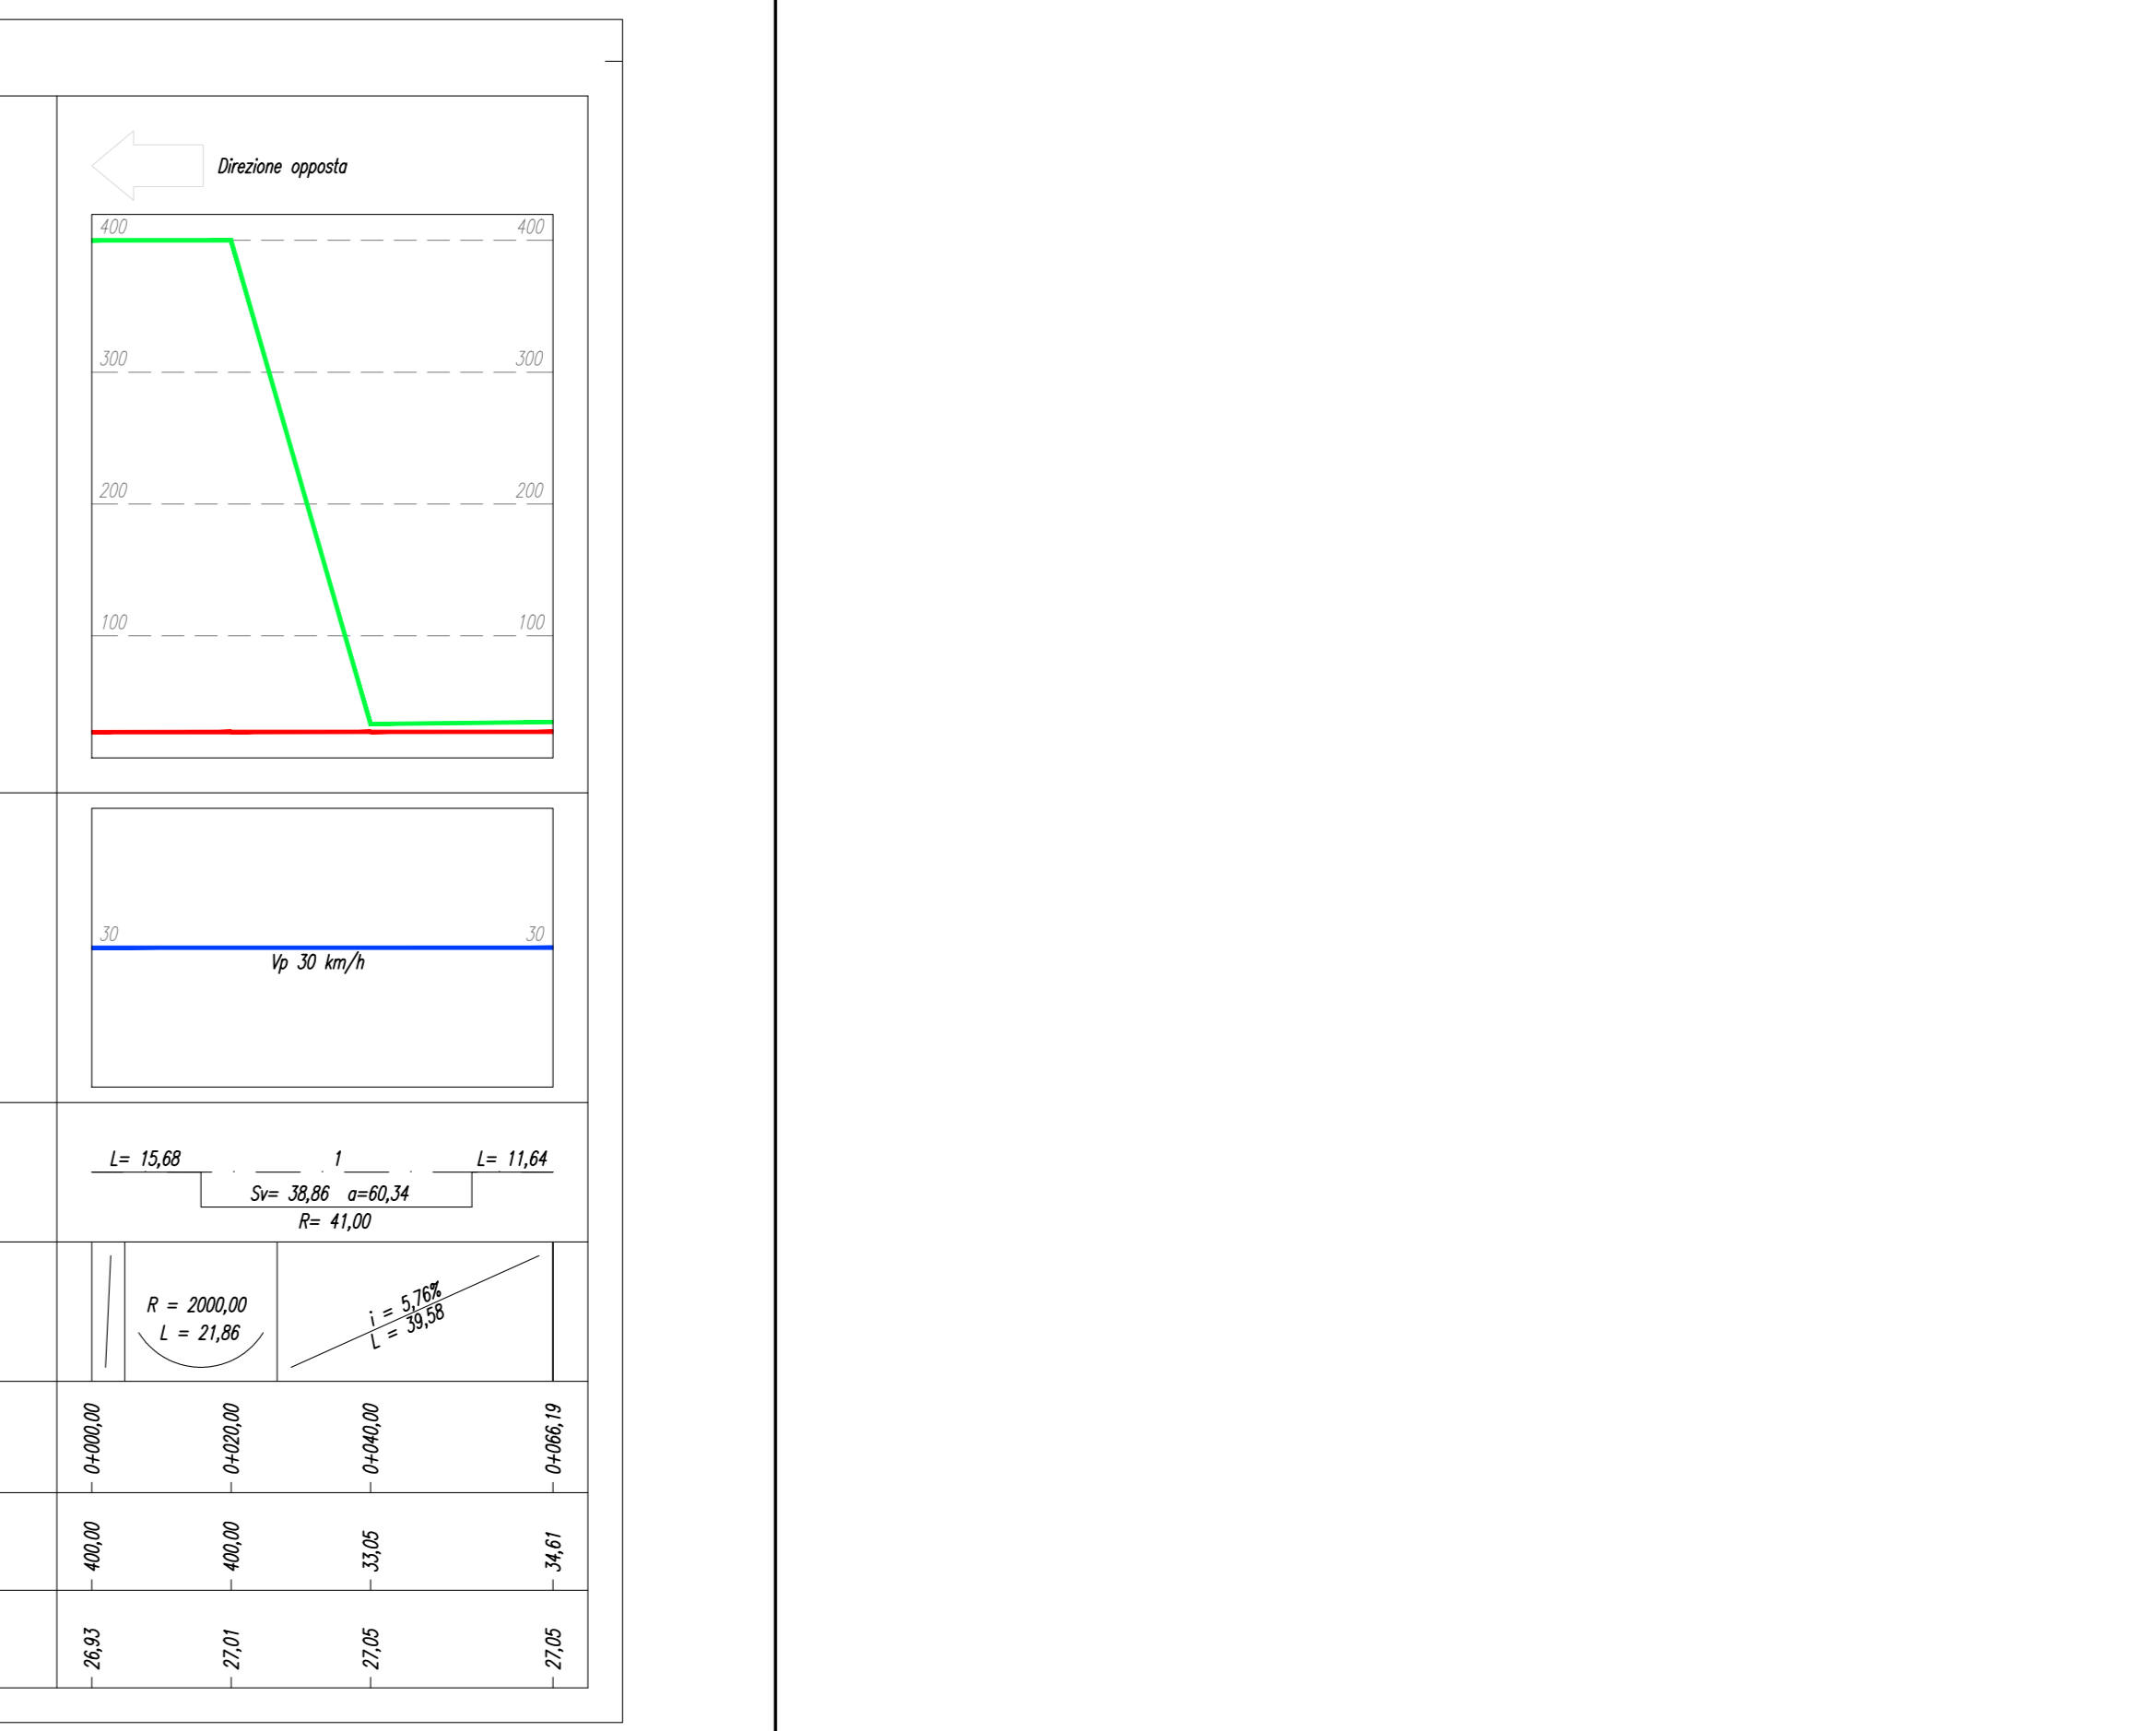 Direzione opposta
400 400
300 300
200 200
100 100
30 30
Vp 30 km/h
L= 15,68 1 L= 11,64
Sv= 38,86 a=60,34
R= 41,00
R = 2000,00
L = 21,86
i = 5,76%
L = 39,58
0+000,00 0+020,00 0+040,00 0+066,19
400,00 400,00 33,05 34,61
26,93 27,01 27,05 27,05